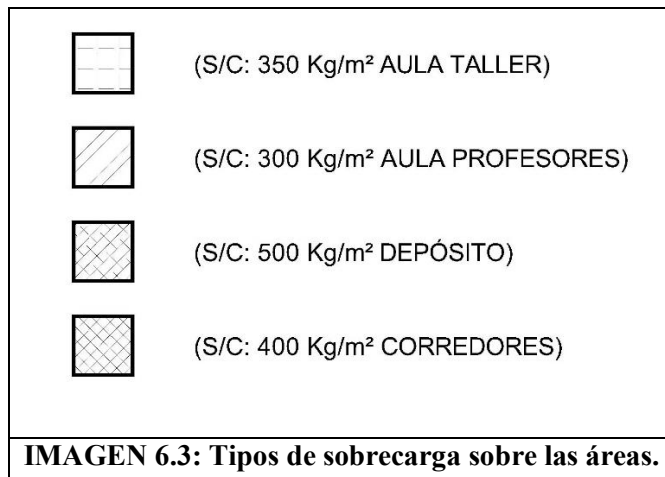 (S/C: 350 Kg/m² AULA TALLER)
(S/C: 300 Kg/m² AULA PROFESORES)
(S/C: 500 Kg/m² DEPÓSITO)
(S/C: 400 Kg/m² CORREDORES)
IMAGEN 6.3: Tipos de sobrecarga sobre las áreas.